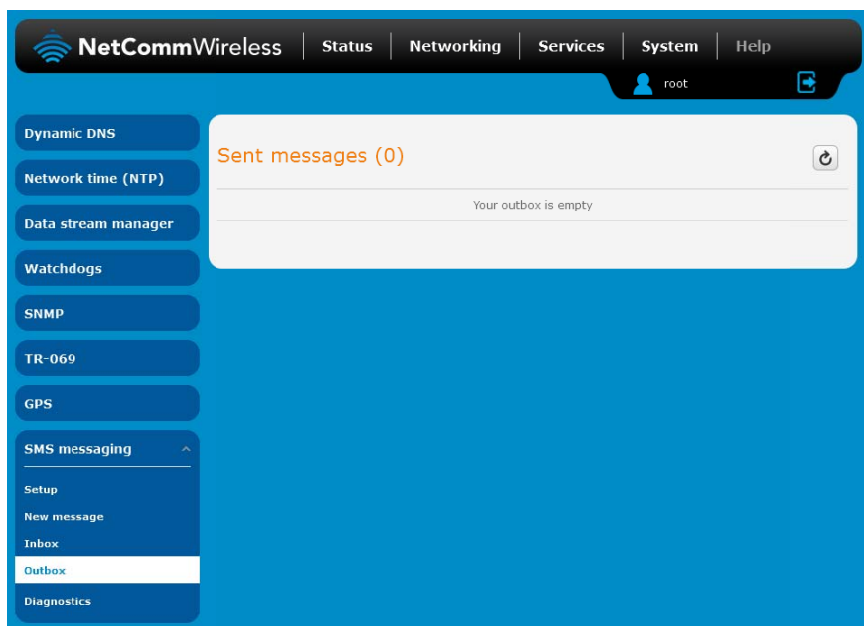 NetCommWireless
Status
Networking
Services
System
Help
root
Dynamic DNS
Network time (NTP)
Data stream manager
Watchdogs
SNMP
TR-069
GPS
SMS messaging
Setup
New message
Inbox
Outbox
Diagnostics
Sent messages (0)
Your outbox is empty